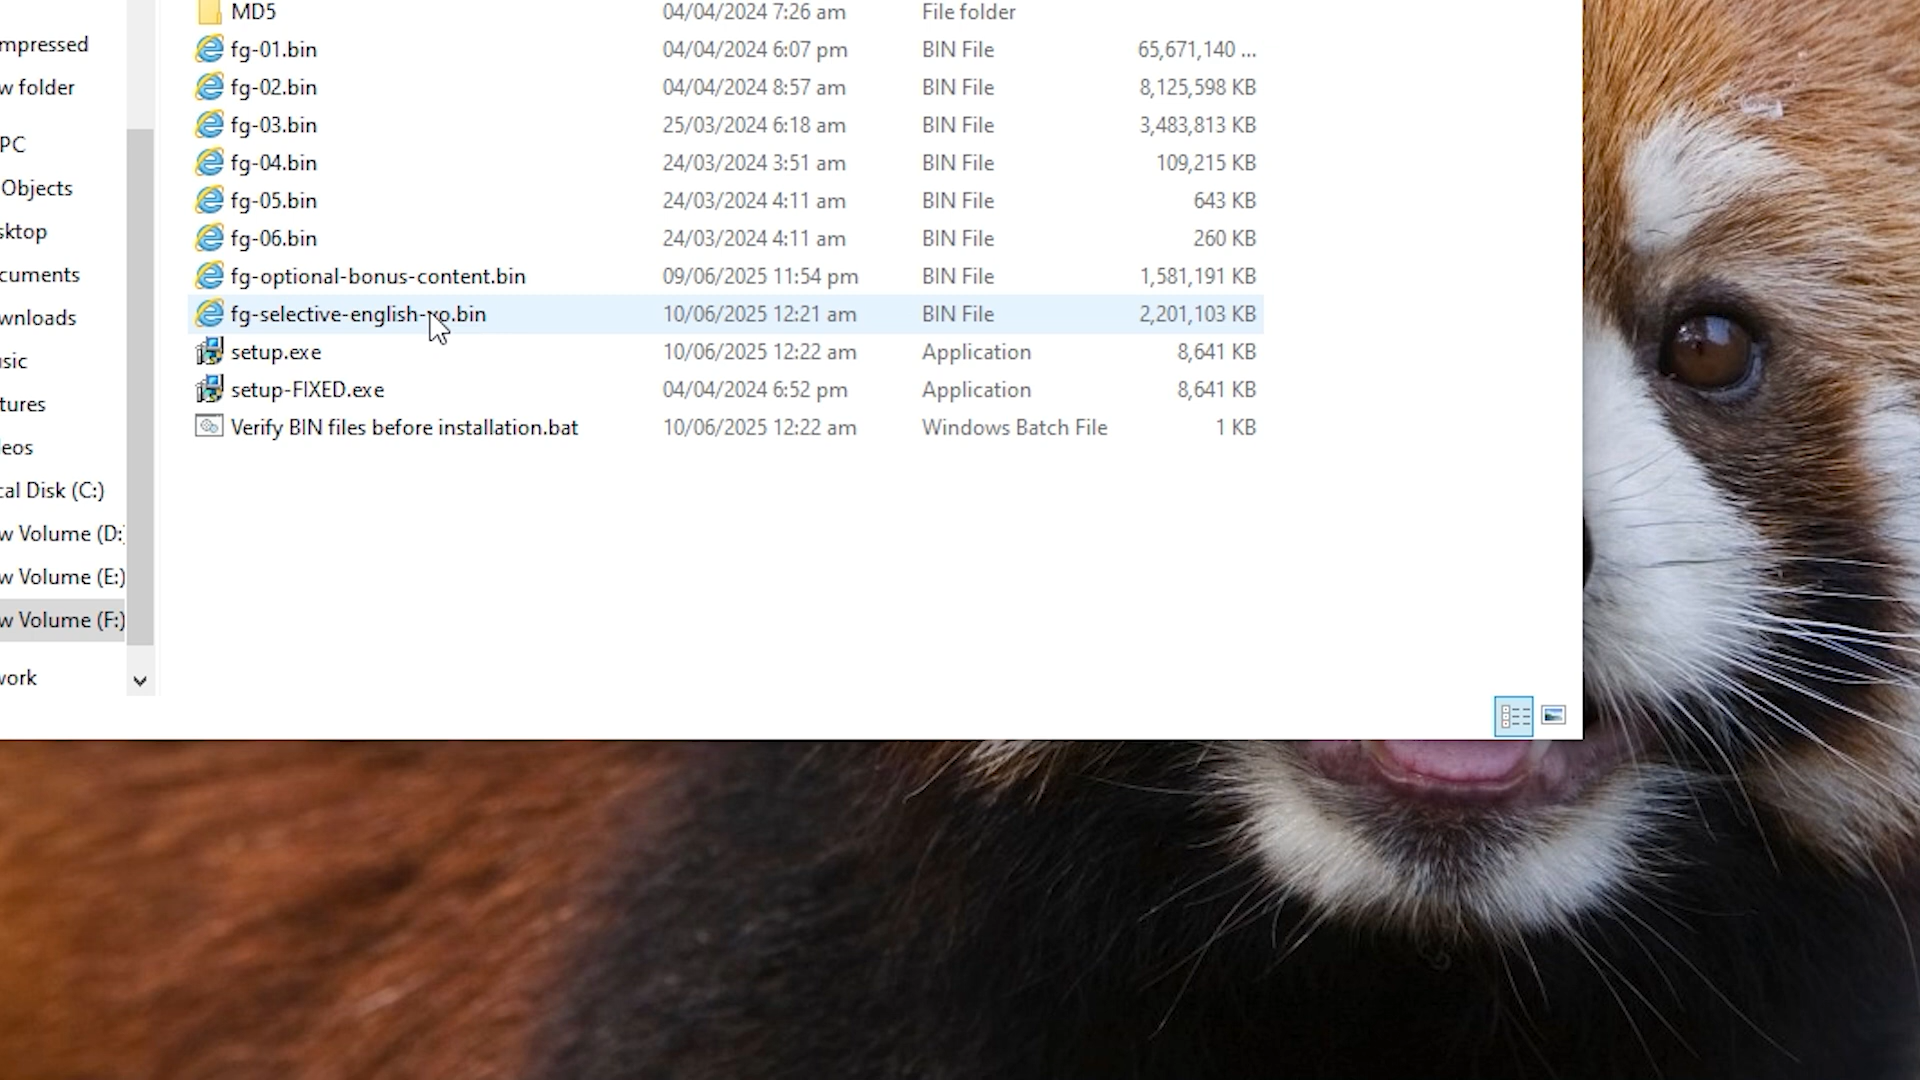 MD5 04/04/2024 7:26 am File folder
mpressed
fg-01.bin 04/04/2024 6:07 pm BIN File 65,671,140 ...
w folder
fg-02.bin 04/04/2024 8:57 am BIN File 8,125,598 KB
fg-03.bin 25/03/2024 6:18 am BIN File 3,483,813 KB
PC
fg-04.bin 24/03/2024 3:51 am BIN File 109,215 KB
Objects
fg-05.bin 24/03/2024 4:11 am BIN File 643 KB
sktop
fg-06.bin 24/03/2024 4:11 am BIN File 260 KB
cuments
fg-optional-bonus-content.bin 09/06/2025 11:54 pm BIN File 1,581,191 KB
wnloads
fg-selective-english-vo.bin 10/06/2025 12:21 am BIN File 2,201,103 KB
sic
setup.exe 10/06/2025 12:22 am Application 8,641 KB
tures
setup-FIXED.exe 04/04/2024 6:52 pm Application 8,641 KB
eos
Verify BIN files before installation.bat 10/06/2025 12:22 am Windows Batch File 1 KB
cal Disk (C:)
w Volume (D:
w Volume (E:)
w Volume (F:)
work